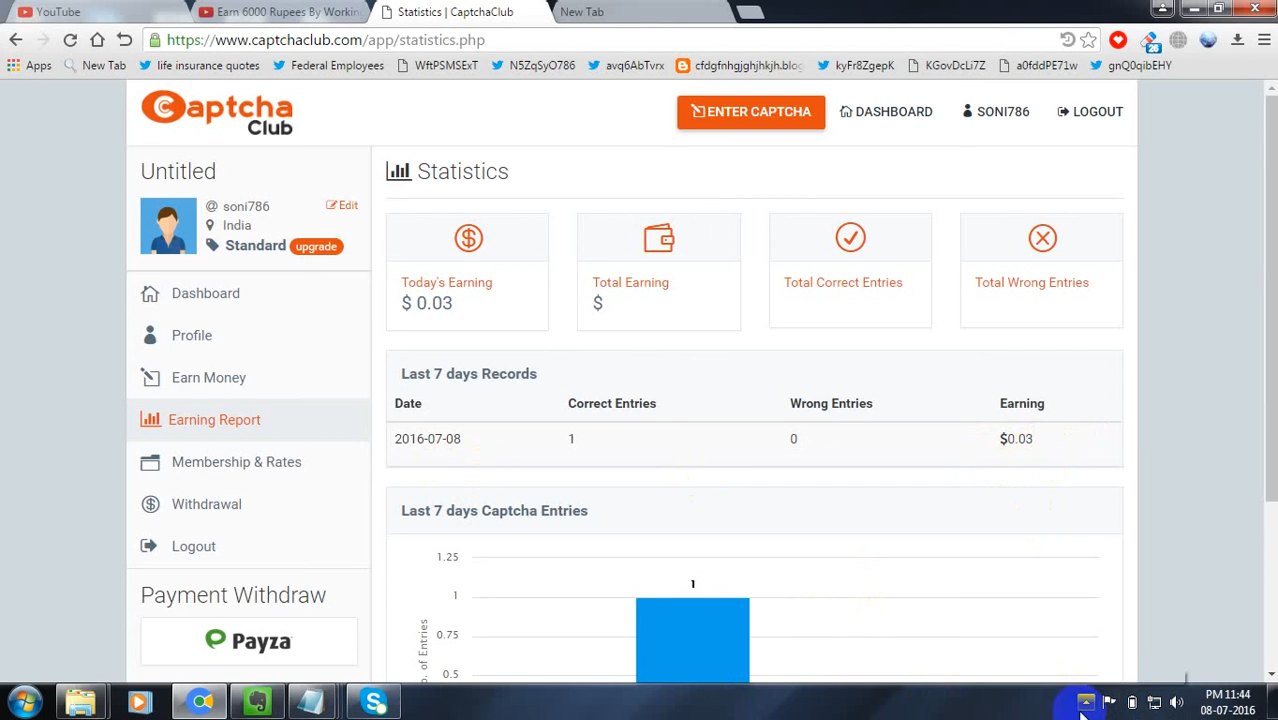 YouTube
Earn 6000 Rupees By Workin
Statistics | CaptchaClub
New Tab
https://www.captchaclub.com/app/statistics.php
26
Apps
New Tab
life insurance quotes
Federal Employees
WftPSMSExT
N5ZqSyO786
avq6AbTvrx
cfdgfnhgjghjhkjh.blog
kyFr8ZgepK
KGovDcLi7Z
a0fddPE71w
gnQ0qibEHY
Captcha
Club
ENTER CAPTCHA
DASHBOARD
SONI786
LOGOUT
Untitled
@ soni786
Edit
India
Standard upgrade
Dashboard
Profile
Earn Money
Earning Report
Membership & Rates
Withdrawal
Logout
Payment Withdraw
Payza
Statistics
Today's Earning
$ 0.03
Total Earning
$
Total Correct Entries
Total Wrong Entries
Last 7 days Records
Date Correct Entries Wrong Entries Earning
2016-07-08 1 0 $0.03
Last 7 days Captcha Entries
1.25
1
0.75
0.5
1
o. of Entries
PM 11:44
08-07-2016